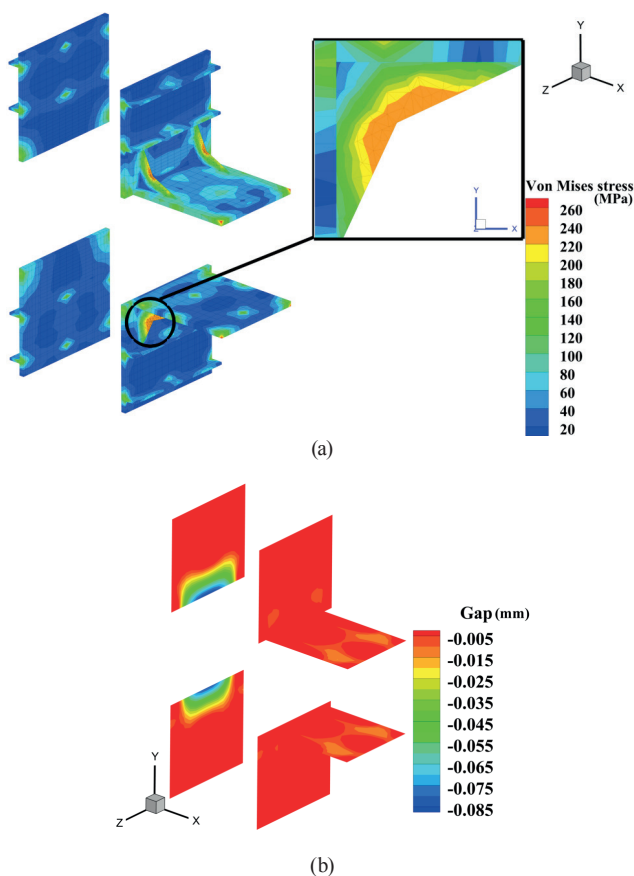 Y
Z
X
Y
Z
X
Von Mises stress
(MPa)
260
240
220
200
180
160
140
120
100
80
60
40
20
(a)
Gap (mm)
-0.005
-0.015
-0.025
-0.035
-0.045
-0.055
-0.065
-0.075
-0.085
Y
Z
X
(b)